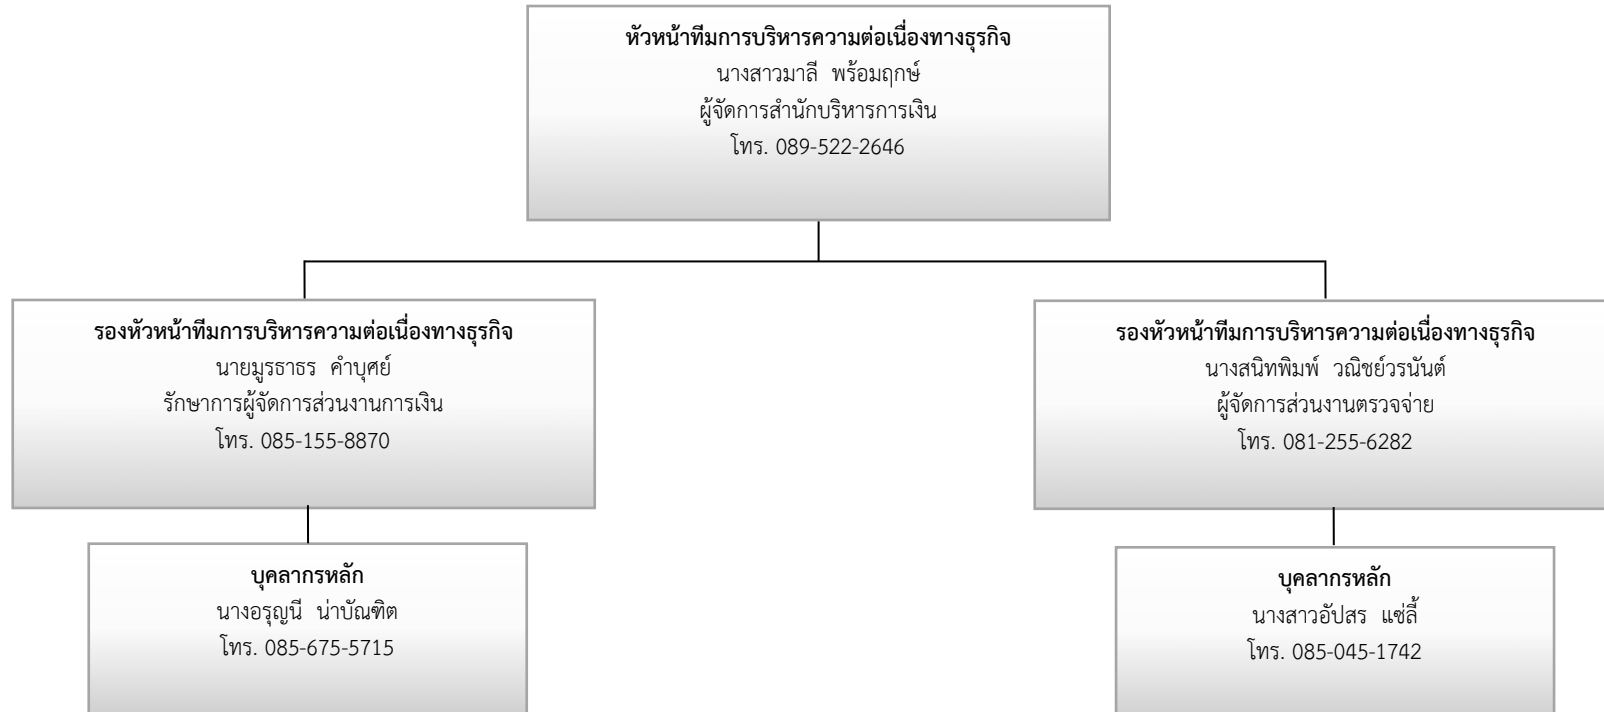 หัวหน้าทีมการบริหารความต่อเนื่องทางธุรกิจ
นางสาวมาลี พร้อมฤกษ์
ผู้จัดการสำนักบริหารการเงิน
โทร. 089-522-2646
รองหัวหน้าทีมการบริหารความต่อเนื่องทางธุรกิจ
นายมูรธาธร คำบุศย์
รักษาการผู้จัดการส่วนงานการเงิน
โทร. 085-155-8870
รองหัวหน้าทีมการบริหารความต่อเนื่องทางธุรกิจ
นางสนิทพิมพ์ วณิชย์วรนันต์
ผู้จัดการส่วนงานตรวจจ่าย
โทร. 081-255-6282
บุคลากรหลัก
นางอรุญนี น่าบัณฑิต
โทร. 085-675-5715
บุคลากรหลัก
นางสาวอัปสร แซ่ลี้
โทร. 085-045-1742